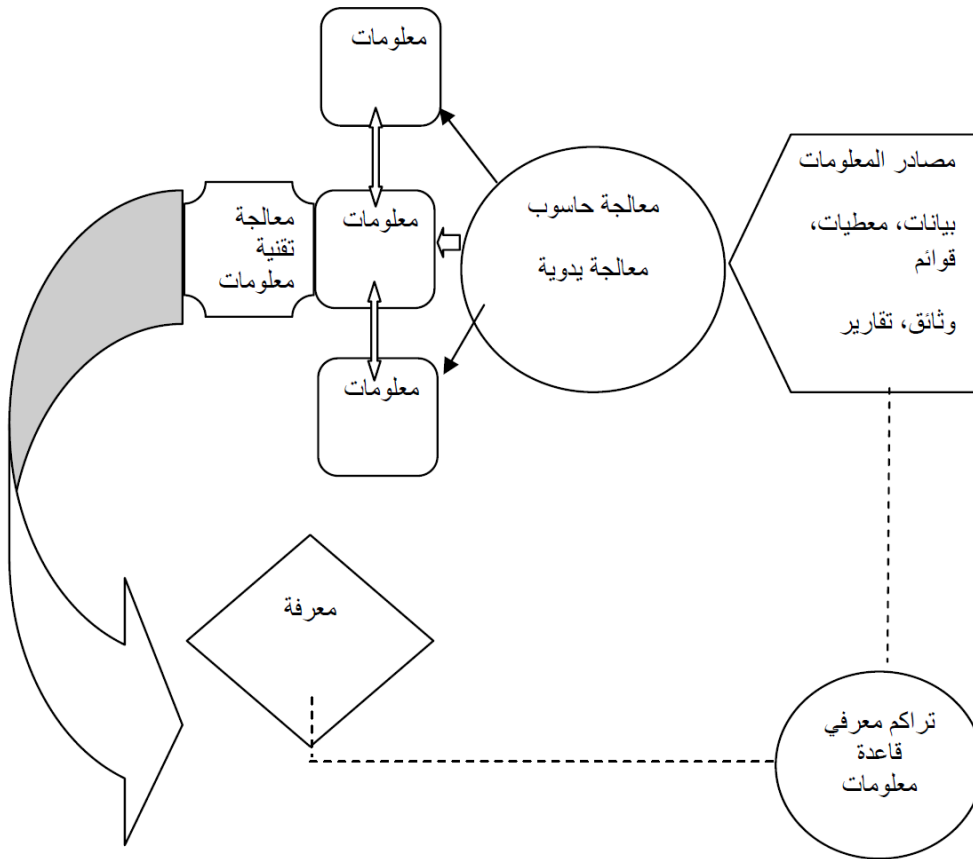 مصادر المعلومات
بيانات، معطيات،
قوائم
وثائق، تقارير
معالجة حاسوب
معالجة يدوية
معلومات
معلومات
معلومات
معالجة
تقنية
معلومات
معرفة
تراكم معرفي
قاعدة
معلومات